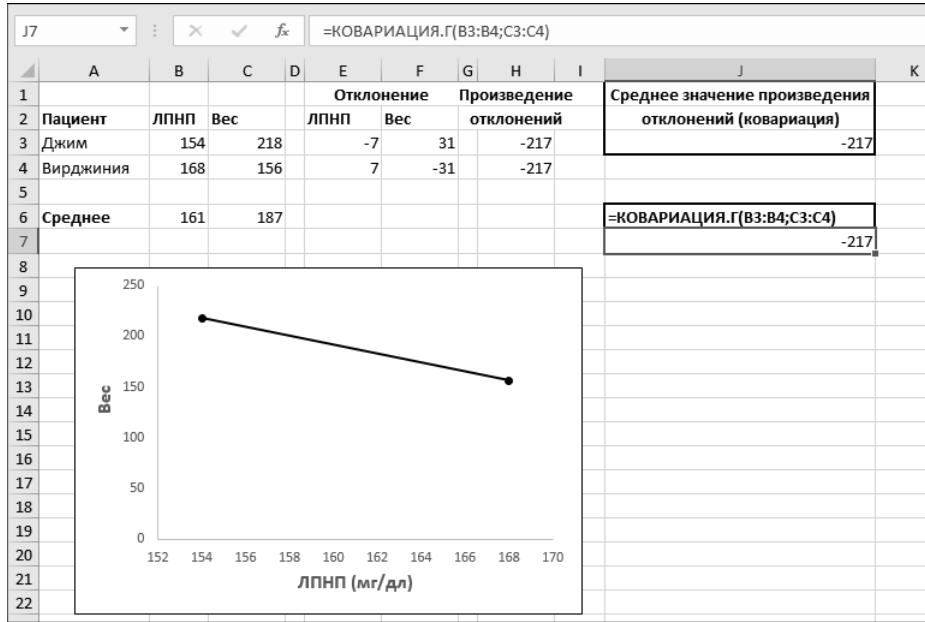 J7 fx =КОВАРИАЦИЯ.Г(B3:B4;C3:C4)
A B C D E F G H I J K
1 Отклонение Произведение Среднее значение произведения
2 Пациент ЛПНП Вес ЛПНП Вес отклонений отклонений (ковариация)
3 Джим 154 218 -7 31 -217 -217
4 Вирджиния 168 156 7 -31 -217
5
6 Среднее 161 187 =КОВАРИАЦИЯ.Г(B3:B4;C3:C4)
7 -217
8
9
10
11
12
13
14
15
16
17
18
19
20
21
22
250
200
150
100
50
0
Вес
152 154 156 158 160 162 164 166 168 170
ЛПНП (мг/дл)